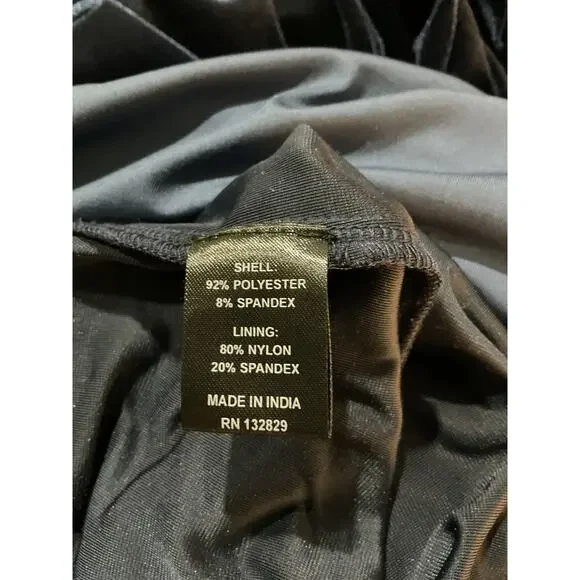 SHELL:
92% POLYESTER
8% SPANDEX
LINING:
80% NYLON
20% SPANDEX
MADE IN INDIA
RN 132829